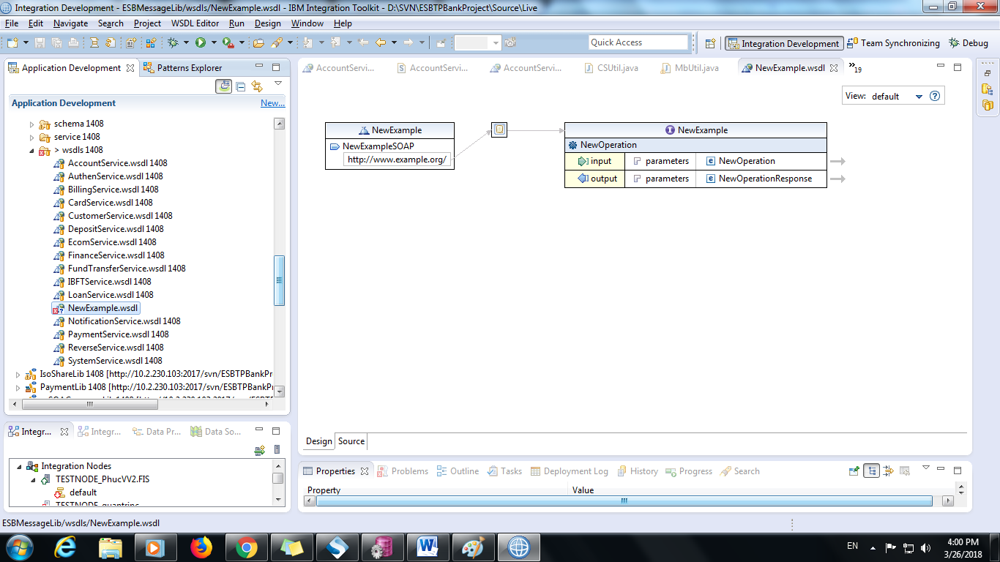 Integration Development - ESBMessageLib/wsdls/NewExample.wsdl - IBM Integration Toolkit - D:\SVN\ESBTPBankProject\Source\Live
File Edit Navigate Search Project WSDL Editor Run Design Window Help
Quick Access
Integration Development
Team Synchronizing
Debug
Application Development
Patterns Explorer
Application Development
New...
schema 1408
service 1408
> wsdls 1408
AccountService.wsdl 1408
AuthenService.wsdl 1408
BillingService.wsdl 1408
CardService.wsdl 1408
CustomerService.wsdl 1408
DepositService.wsdl 1408
EcomService.wsdl 1408
FinanceService.wsdl 1408
FundTransferService.wsdl 1408
IBFTService.wsdl 1408
LoanService.wsdl 1408
NewExample.wsdl
NotificationService.wsdl 1408
PaymentService.wsdl 1408
ReverseService.wsdl 1408
SystemService.wsdl 1408
IsoShareLib 1408 [http://10.2.230.103:2017/svn/ESBTPBankPr
PaymentLib 1408 [http://10.2.230.103:2017/svn/ESBTPBankPr
Integr...
Integr...
Data Pr...
Data So...
Integration Nodes
TESTNODE_PhucVV2.FIS
default
AccountServi...
AccountServi...
AccountServi...
CSUtil.java
MbUtil.java
NewExample.wsdl
19
View: default
NewExample
NewExampleSOAP
http://www.example.org/
NewExample
NewOperation
input parameters NewOperation
output parameters NewOperationResponse
Design Source
Properties
Problems
Outline
Tasks
Deployment Log
History
Progress
Search
Property Value
ESBMessageLib/wsdls/NewExample.wsdl
EN
4:00 PM
3/26/2018